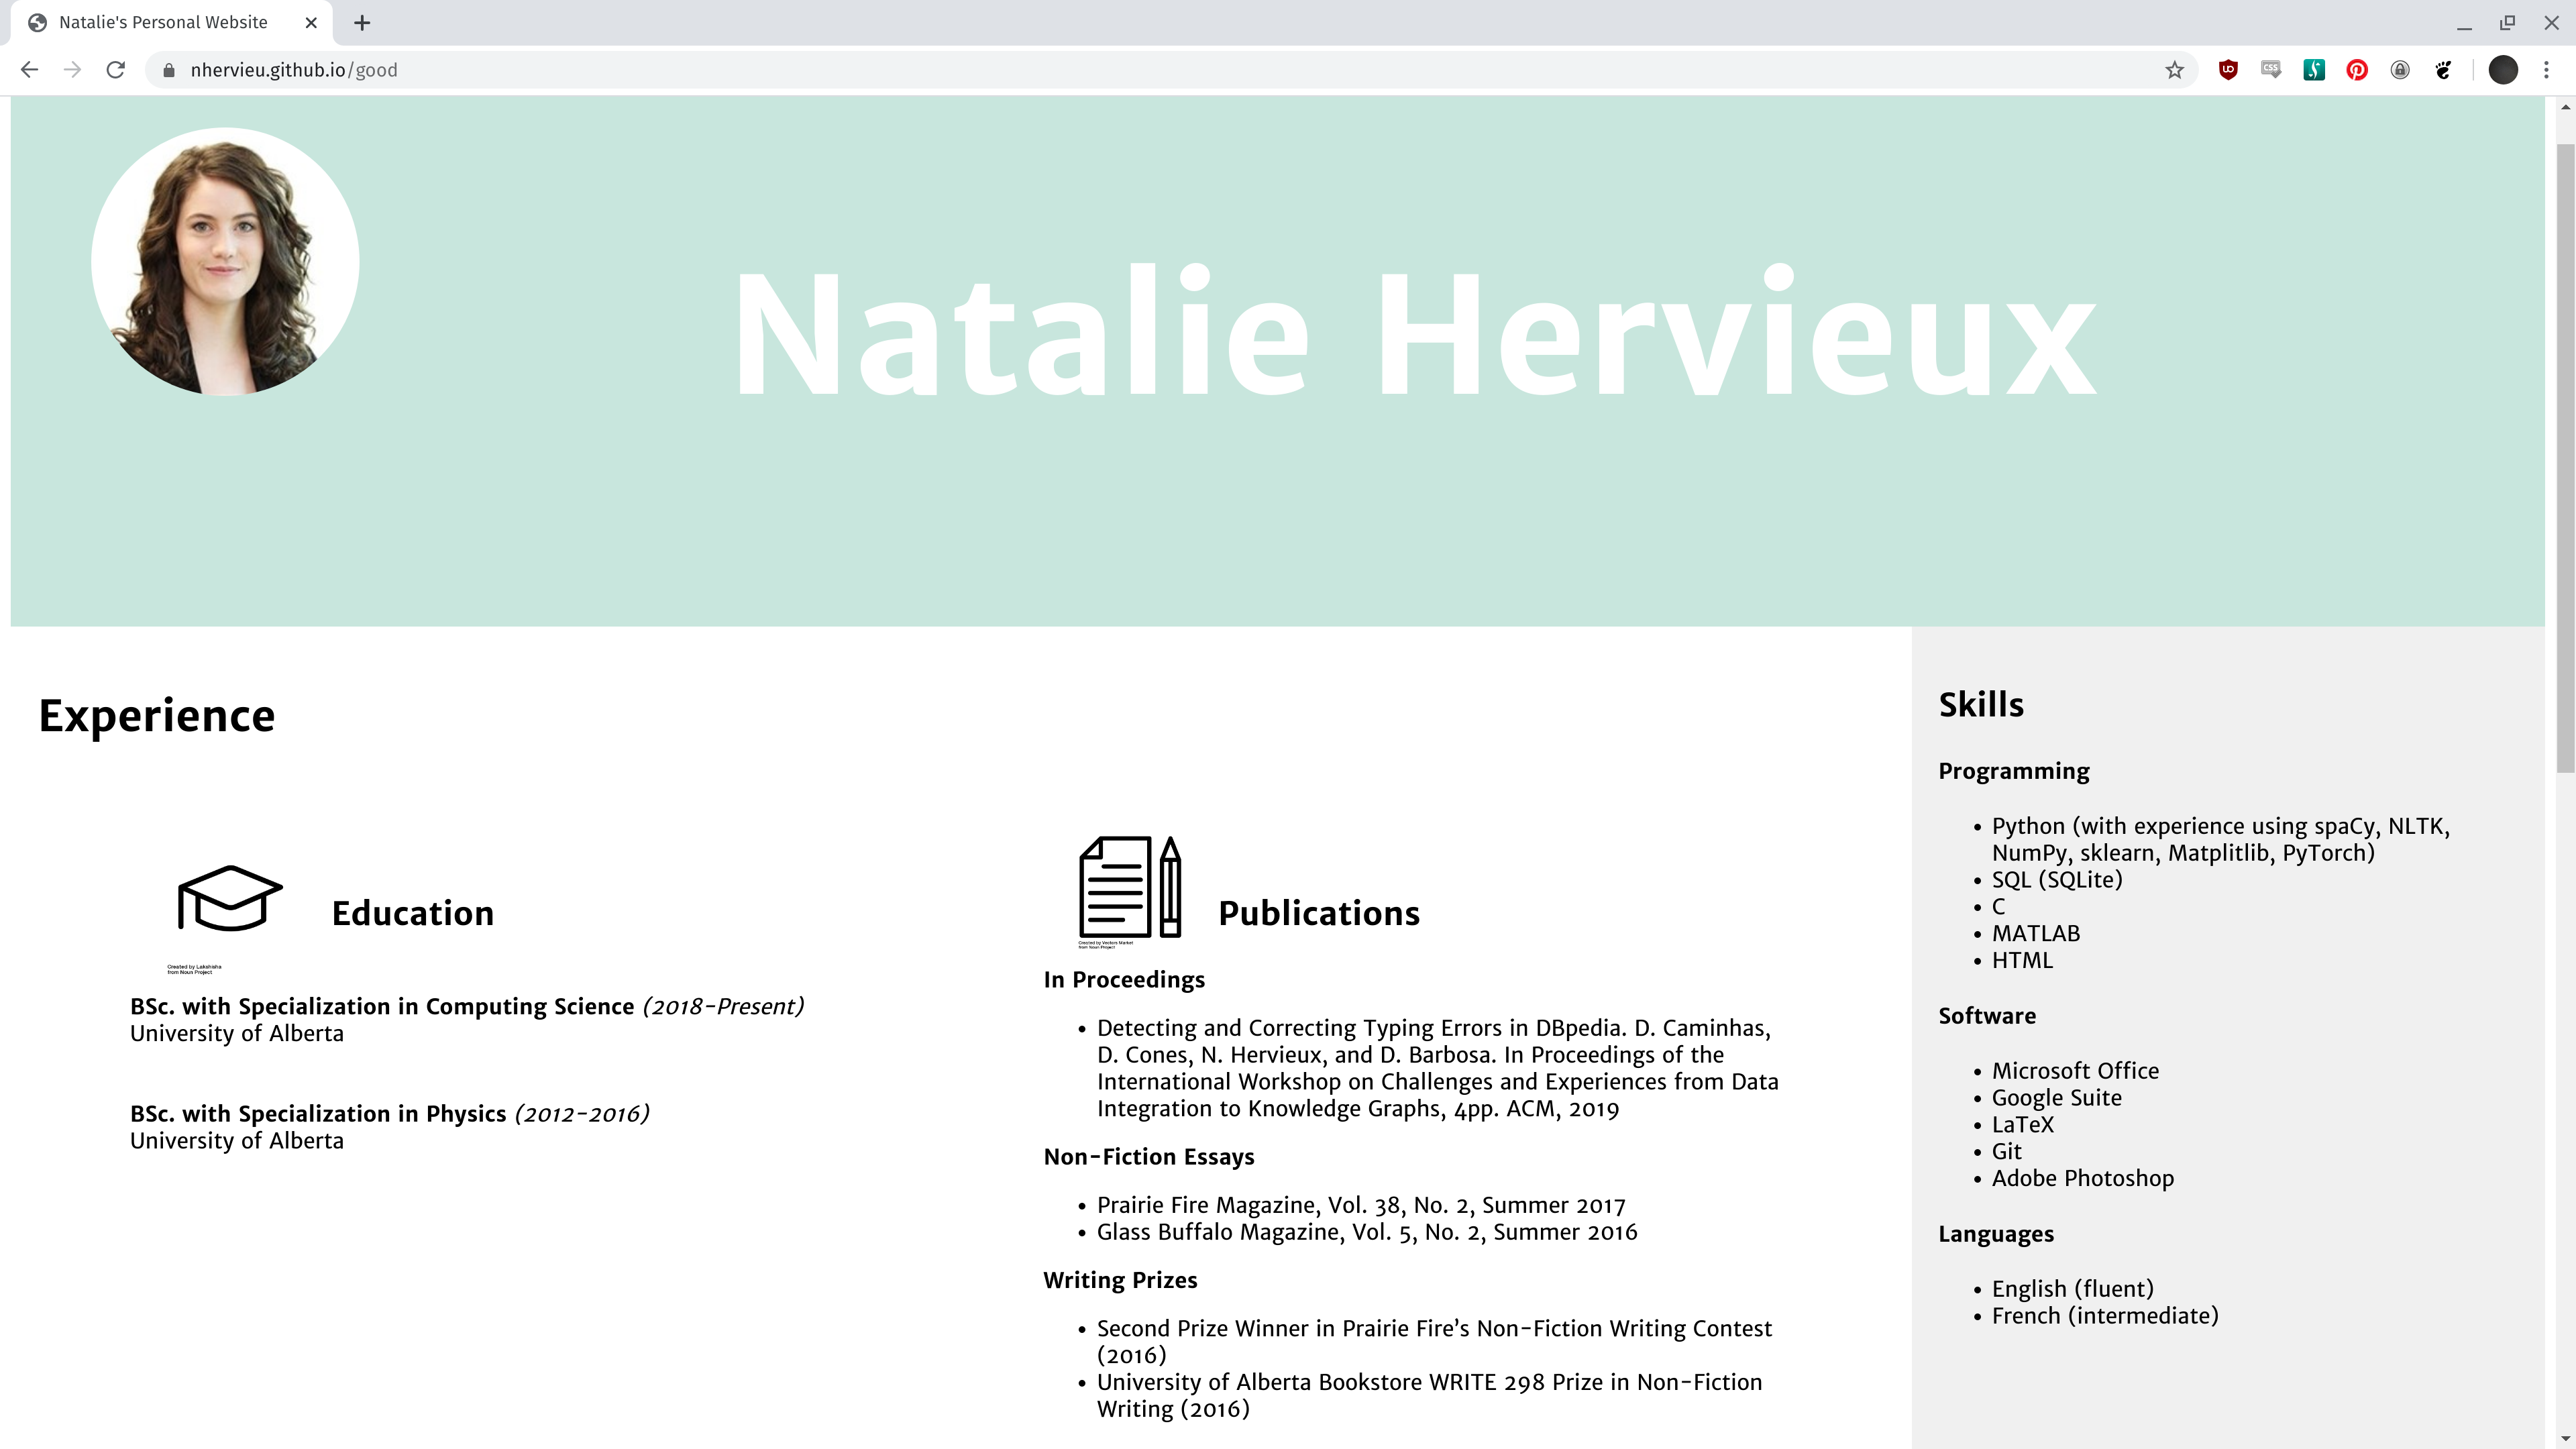 Natalie's Personal Website
nhervieu.github.io/good
CSS
Natalie Hervieux
Experience
Education
Created by Lakshisha
from Noun Project
BSc. with Specialization in Computing Science (2018-Present)
University of Alberta
BSc. with Specialization in Physics (2012-2016)
University of Alberta
Publications
Created by Vectors Market
from Noun Project
In Proceedings
• Detecting and Correcting Typing Errors in DBpedia. D. Caminhas,
D. Cones, N. Hervieux, and D. Barbosa. In Proceedings of the
International Workshop on Challenges and Experiences from Data
Integration to Knowledge Graphs, 4pp. ACM, 2019
Non-Fiction Essays
• Prairie Fire Magazine, Vol. 38, No. 2, Summer 2017
• Glass Buffalo Magazine, Vol. 5, No. 2, Summer 2016
Writing Prizes
• Second Prize Winner in Prairie Fire’s Non-Fiction Writing Contest
(2016)
• University of Alberta Bookstore WRITE 298 Prize in Non-Fiction
Writing (2016)
Skills
Programming
• Python (with experience using spaCy, NLTK,
NumPy, sklearn, Matplitlib, PyTorch)
• SQL (SQLite)
• C
• MATLAB
• HTML
Software
• Microsoft Office
• Google Suite
• LaTeX
• Git
• Adobe Photoshop
Languages
• English (fluent)
• French (intermediate)